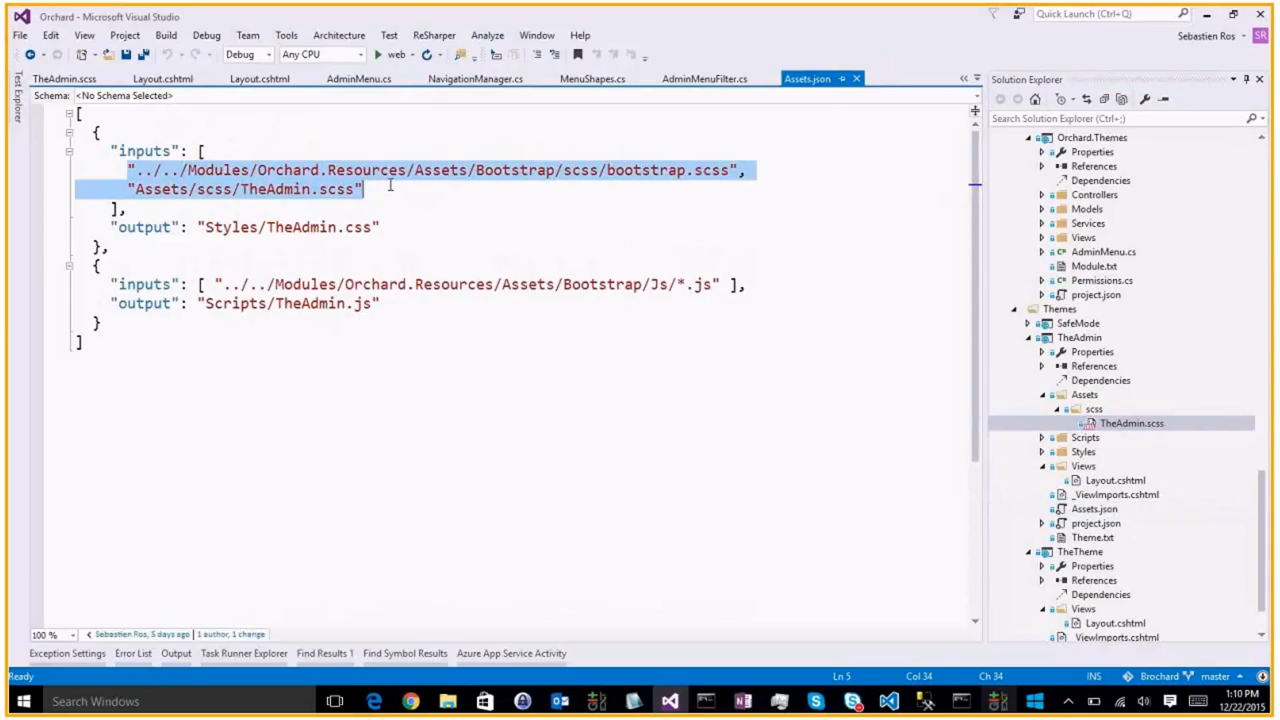 Orchard - Microsoft Visual Studio
Quick Launch (Ctrl+Q)
File Edit View Project Build Debug Team Tools Architecture Test ReSharper Analyze Window Help
Sebastien Ros SR
Debug Any CPU web
TheAdmin.scss Layout.cshtml Layout.cshtml AdminMenu.cs NavigationManager.cs MenuShapes.cs AdminMenuFilter.cs Assets.json
Solution Explorer
Test Explorer
Schema: <No Schema Selected>
Search Solution Explorer (Ctrl+;)
[
{
"inputs": [
"../../Modules/Orchard.Resources/Assets/Bootstrap/scss/bootstrap.scss",
"Assets/scss/TheAdmin.scss"
],
"output": "Styles/TheAdmin.css"
},
{
"inputs": [ "../../Modules/Orchard.Resources/Assets/Bootstrap/Js/*.js" ],
"output": "Scripts/TheAdmin.js"
}
]
Orchard.Themes
Properties
References
Dependencies
Controllers
Models
Services
Views
AdminMenu.cs
Module.txt
Permissions.cs
project.json
Themes
SafeMode
TheAdmin
Properties
References
Dependencies
Assets
scss
TheAdmin.scss
Scripts
Styles
Views
Layout.cshtml
_ViewImports.cshtml
Assets.json
project.json
Theme.txt
TheTheme
Properties
References
Dependencies
Views
Layout.cshtml
_ViewImports.cshtml
100 % Sebastien Ros, 5 days ago | 1 author, 1 change
Exception Settings Error List Output Task Runner Explorer Find Results 1 Find Symbol Results Azure App Service Activity
Ready Ln 5 Col 34 Ch 34 INS Brochard master
Search Windows
1:10 PM
12/22/2015